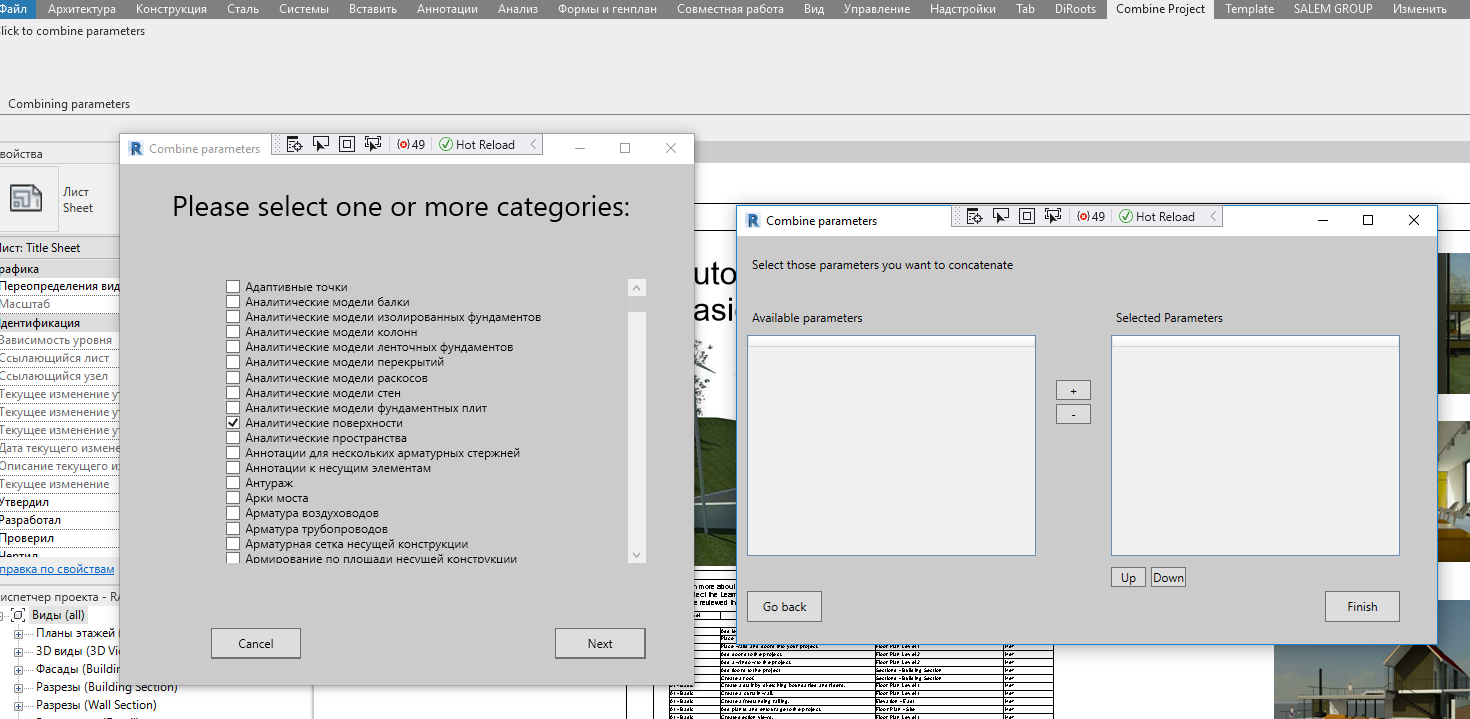 Файл Архитектура Конструкция Сталь Системы Вставить Аннотации Анализ Формы и генплан Совместная работа Вид Управление Надстройки Tab DiRoots Combine Project Template SALEM GROUP Изменить
lick to combine parameters
Combining parameters
войства
Лист
Sheet
ист: Title Sheet
рафика
Переопределения вид
Масштаб
дентификация
Зависимость уровня
Ссылающийся лист
Ссылающийся узел
Текущее изменение у
Текущее изменение у
Текущее изменение у
Дата текущего измене
Описание текущего из
Текущее изменение
Утвердил
Разработал
Проверил
Чертил
правка по свойствам
испетчер проекта - RA
Виды (all)
Планы этажей (
3D виды (3D Vie
Фасады (Buildin
Разрезы (Building Section)
Разрезы (Wall Section)
Combine parameters
49
Hot Reload
Please select one or more categories:
Адаптивные точки
Аналитические модели балки
Аналитические модели изолированных фундаментов
Аналитические модели колонн
Аналитические модели ленточных фундаментов
Аналитические модели перекрытий
Аналитические модели раскосов
Аналитические модели стен
Аналитические модели фундаментных плит
Аналитические поверхности
Аналитические пространства
Аннотации для нескольких арматурных стержней
Аннотации к несущим элементам
Антураж
Арки моста
Арматура воздуховодов
Арматура трубопроводов
Арматурная сетка несущей конструкции
Армирование по площади несущей конструкции
Cancel
Next
uto
asi
Combine parameters
49
Hot Reload
Select those parameters you want to concatenate
Available parameters
Selected Parameters
+
-
Up
Down
Go back
Finish